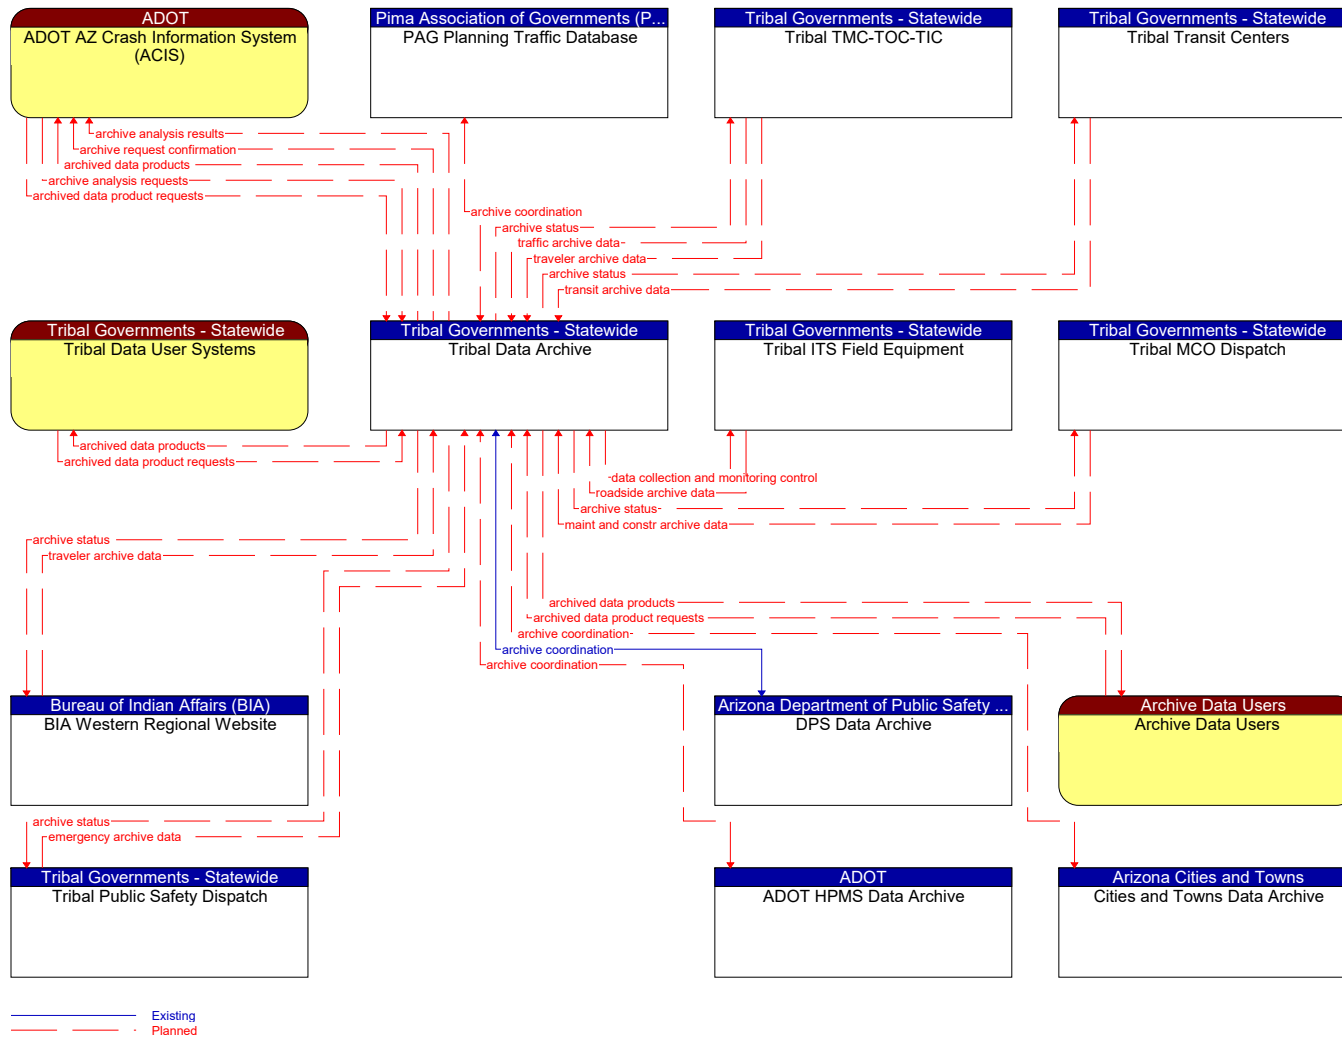 ADOT
ADOT AZ Crash Information System
(ACIS)
Pima Association of Governments (P...
PAG Planning Traffic Database
Tribal Governments - Statewide
Tribal TMC-TOC-TIC
Tribal Governments - Statewide
Tribal Transit Centers
archive analysis results
archive request confirmation
archived data products
archive analysis requests
archived data product requests
archive coordination
archive status
traffic archive data
traveler archive data
archive status
transit archive data
Tribal Governments - Statewide
Tribal Data User Systems
Tribal Governments - Statewide
Tribal Data Archive
Tribal Governments - Statewide
Tribal ITS Field Equipment
Tribal Governments - Statewide
Tribal MCO Dispatch
archived data products
archived data product requests
data collection and monitoring control
roadside archive data
archive status
maint and constr archive data
archive status
traveler archive data
archived data products
archived data product requests
archive coordination
archive coordination
archive coordination
Bureau of Indian Affairs (BIA)
BIA Western Regional Website
Arizona Department of Public Safety ...
DPS Data Archive
Archive Data Users
Archive Data Users
archive status
emergency archive data
Tribal Governments - Statewide
Tribal Public Safety Dispatch
ADOT
ADOT HPMS Data Archive
Arizona Cities and Towns
Cities and Towns Data Archive
Existing
Planned